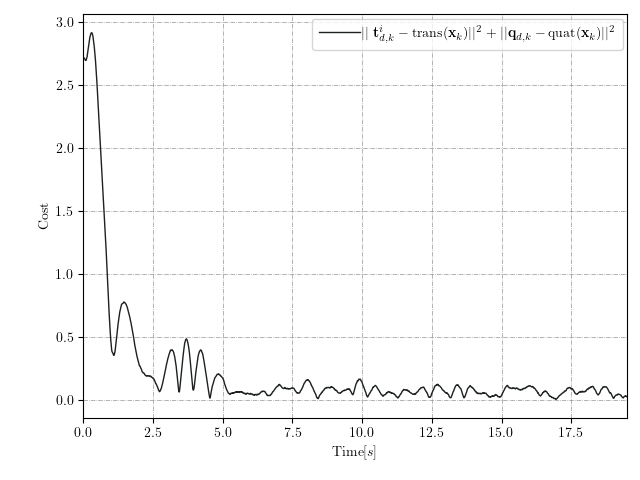 || t^i_{d,k} − trans(x_k)||² + ||q_{d,k} − quat(x_k)||²
3.0
2.5
2.0
1.5
1.0
0.5
0.0
Cost
0.0 2.5 5.0 7.5 10.0 12.5 15.0 17.5
Time[s]